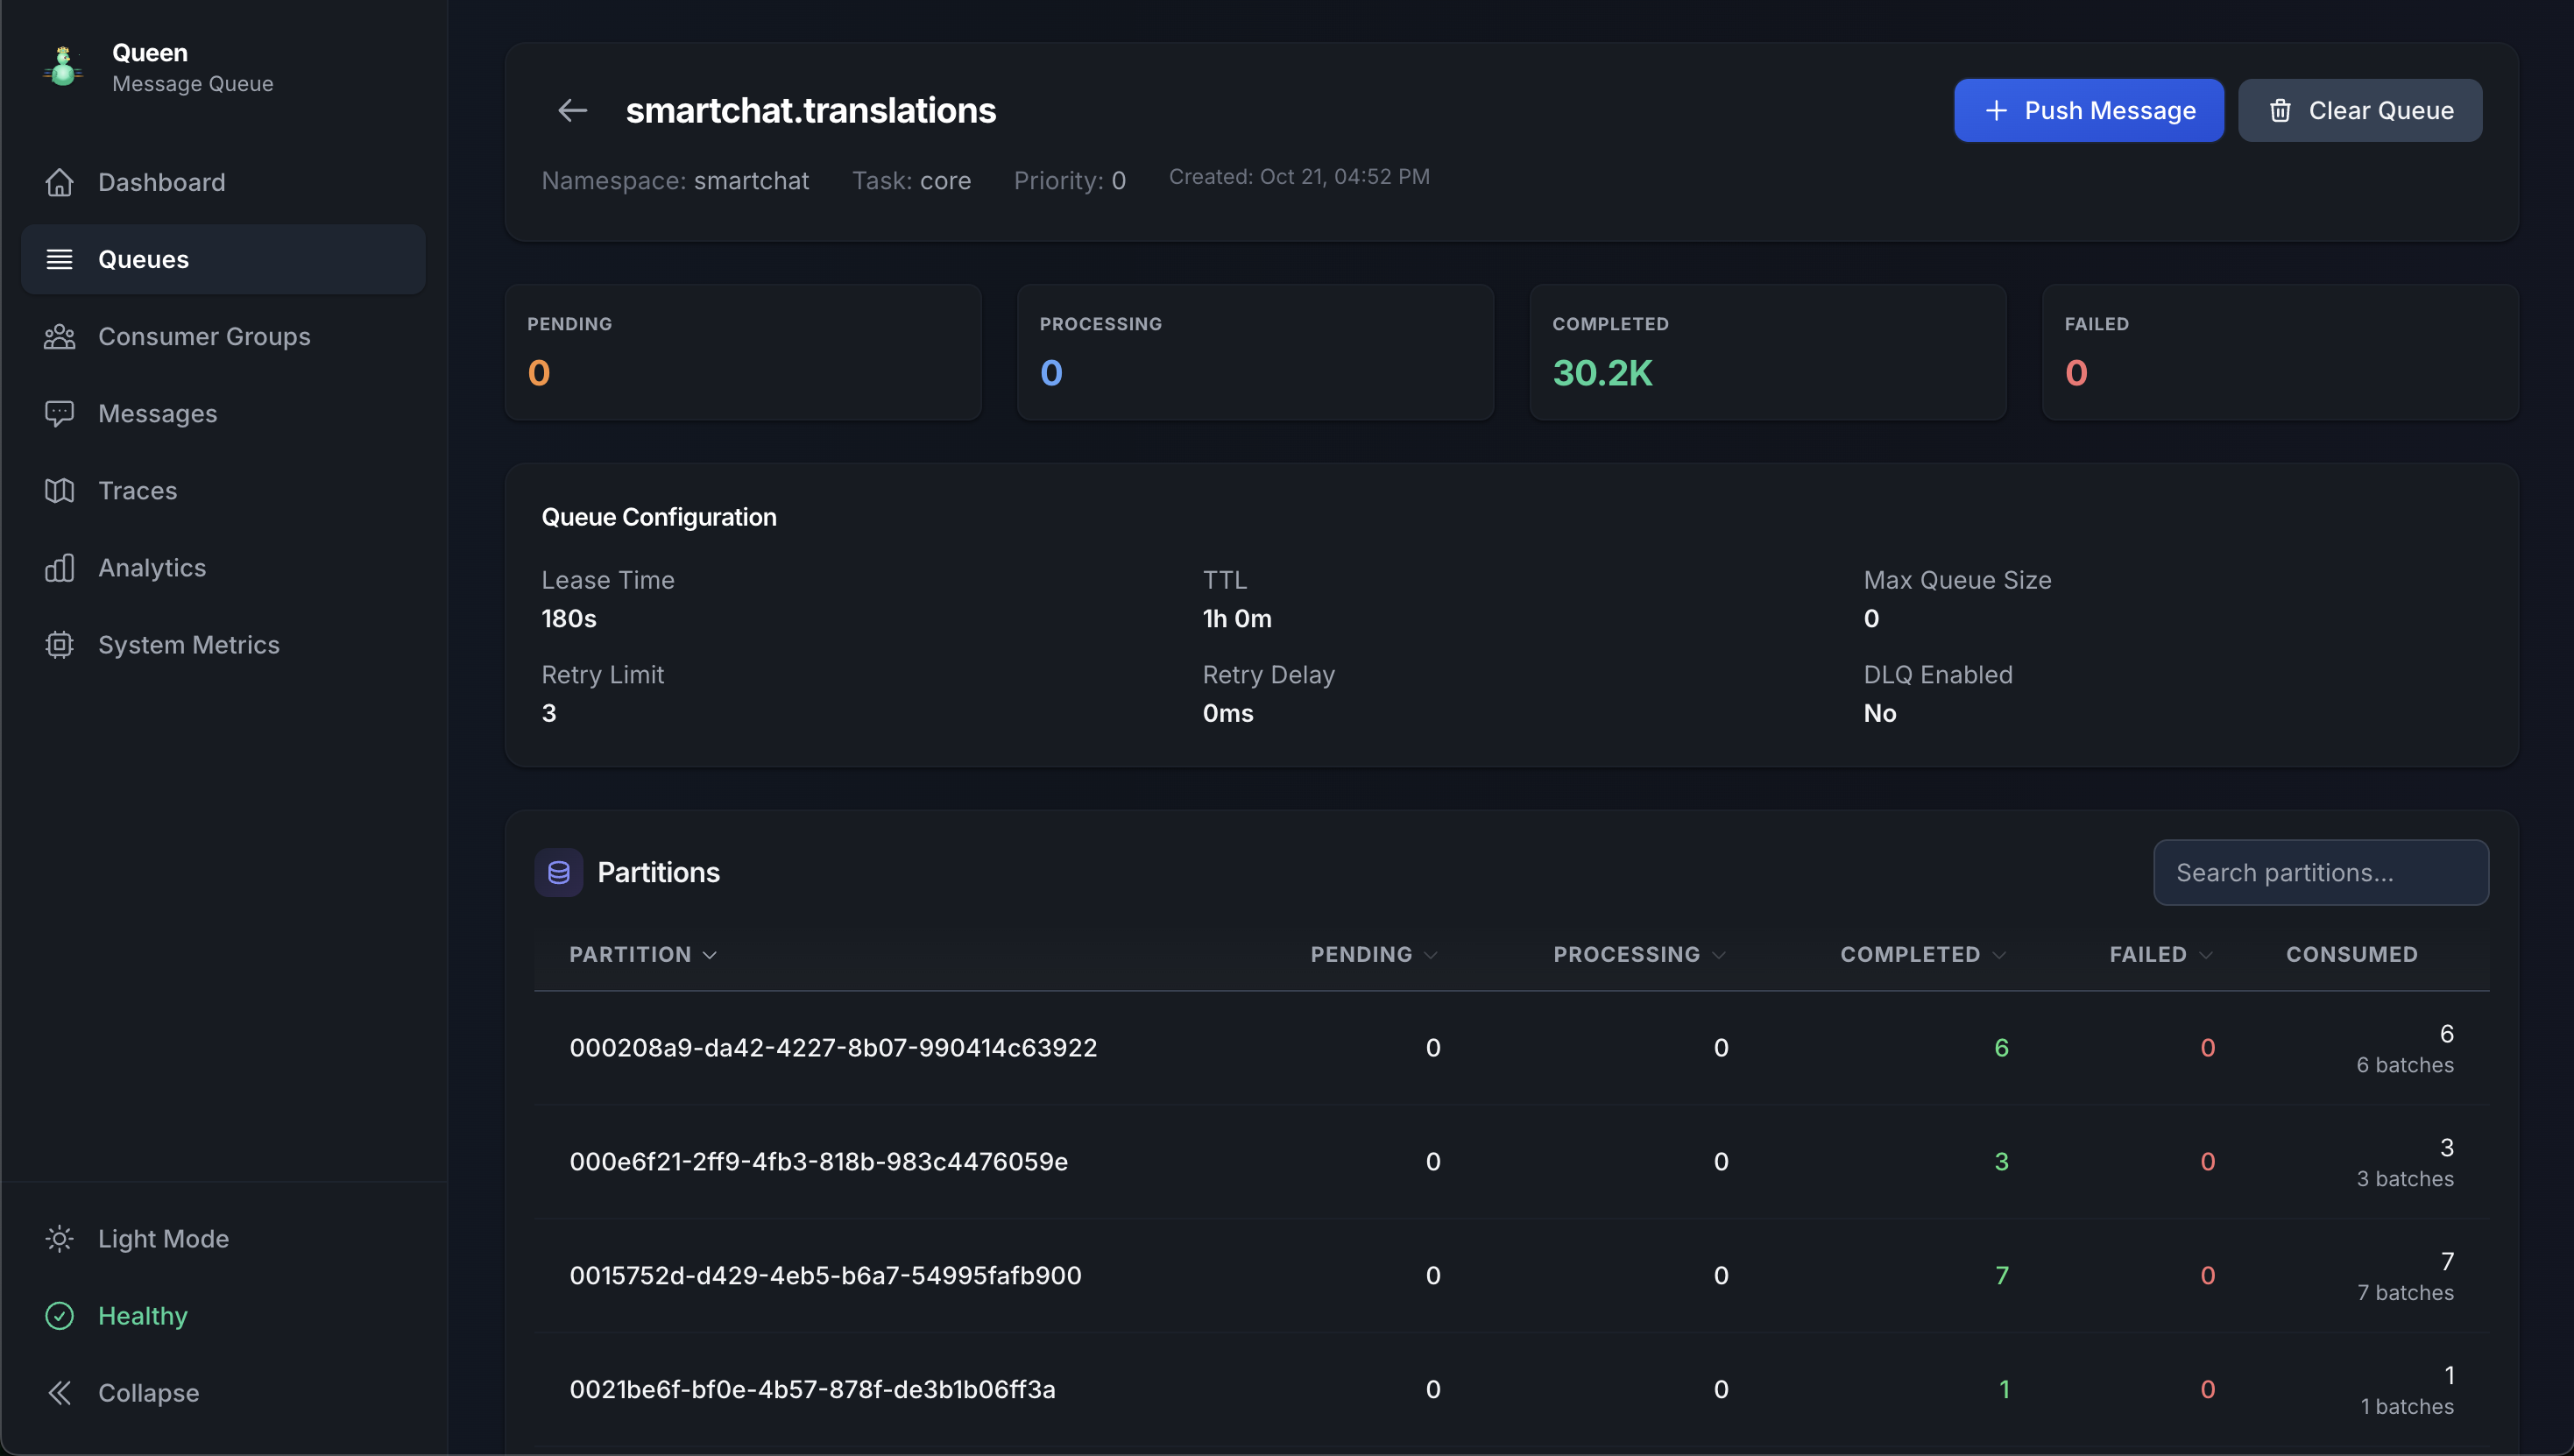 Queen
Message Queue
Dashboard
Queues
Consumer Groups
Messages
Traces
Analytics
System Metrics
Light Mode
Healthy
Collapse
smartchat.translations
Push Message
Clear Queue
Namespace: smartchat Task: core Priority: 0 Created: Oct 21, 04:52 PM
PENDING
0
PROCESSING
0
COMPLETED
30.2K
FAILED
0
Queue Configuration
Lease Time
180s
TTL
1h 0m
Max Queue Size
0
Retry Limit
3
Retry Delay
0ms
DLQ Enabled
No
Partitions
Search partitions...
PARTITION PENDING PROCESSING COMPLETED FAILED CONSUMED
000208a9-da42-4227-8b07-990414c63922 0 0 6 0 6
6 batches
000e6f21-2ff9-4fb3-818b-983c4476059e 0 0 3 0 3
3 batches
0015752d-d429-4eb5-b6a7-54995fafb900 0 0 7 0 7
7 batches
0021be6f-bf0e-4b57-878f-de3b1b06ff3a 0 0 1 0 1
1 batches